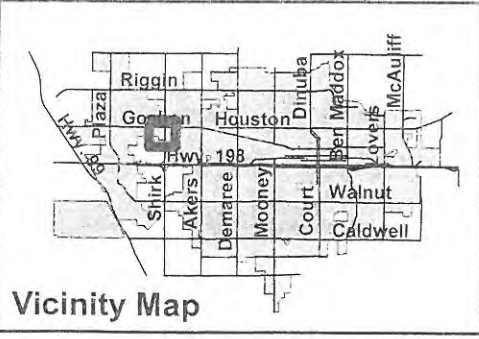 Riggin
Goshen
Houston
Hwy. 198
Walnut
Caldwell
Hwy. 99
Plaza
Shirk
Akers
Demaree
Mooney
Court
Dinuba
Ben Maddox
Lovers
McAuliff
Vicinity Map